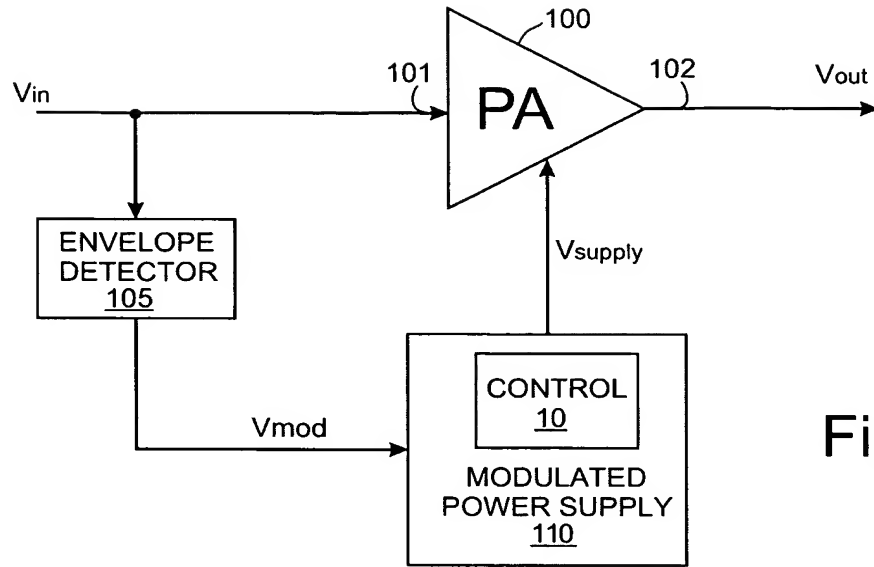 100
101
102
Vin
PA
Vout
ENVELOPE
DETECTOR
105
Vsupply
CONTROL
10
Vmod
MODULATED
POWER SUPPLY
110
Fi